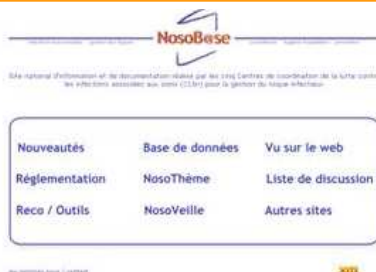 NosoB@se
Site national d'information et de documentation réalisé par les cinq Centres de coordination de la lutte contre
les infections associées aux soins (CClin) pour la gestion du risque infectieux
Nouveautés Base de données Vu sur le web
Réglementation NosoThème Liste de discussion
Reco / Outils NosoVeille Autres sites